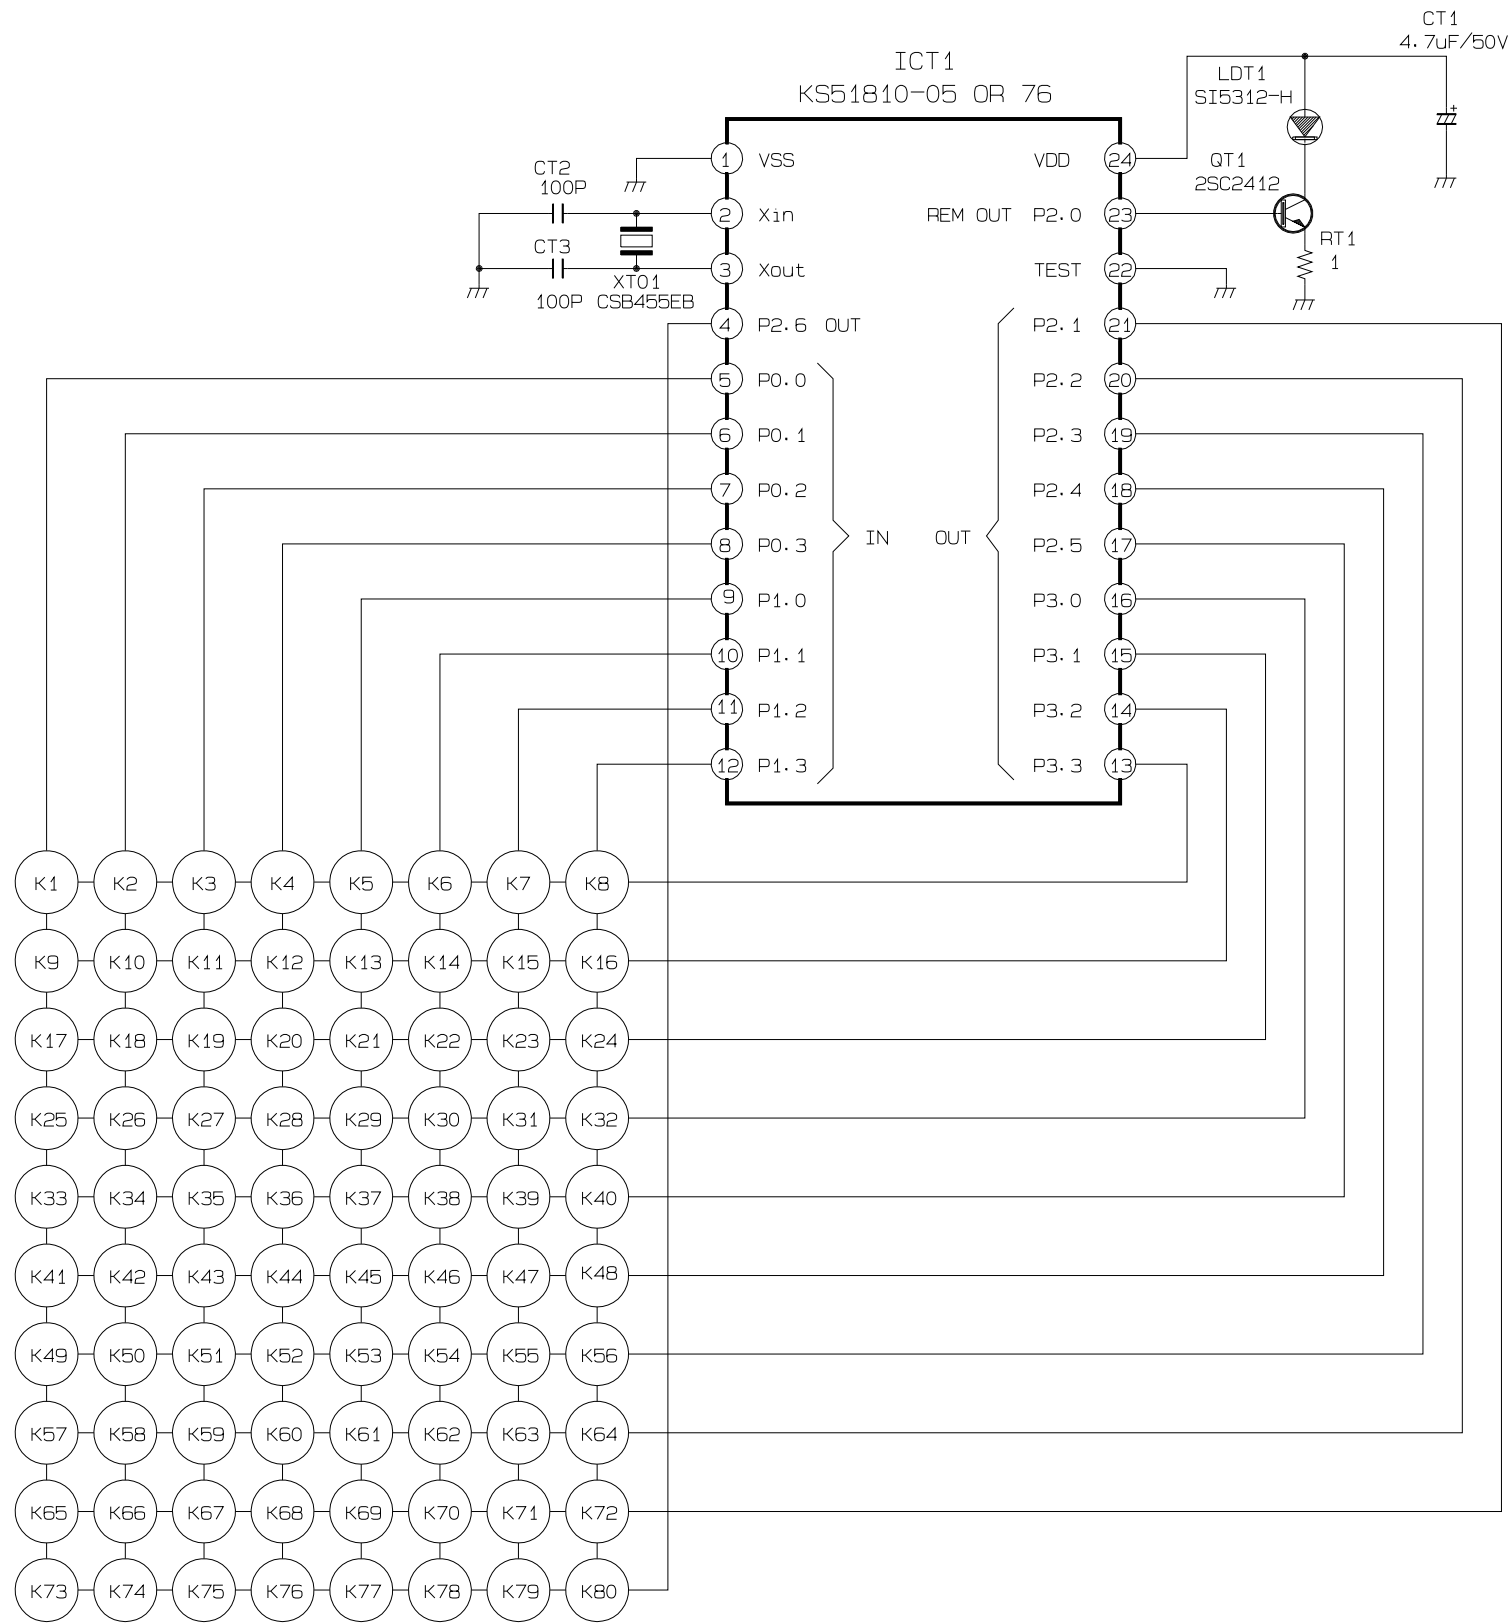 CT1
4.7uF/50V
ICT1
KS51810-05 OR 76
LDT1
SI5312-H
+
1 VSS VDD 24
QT1
2SC2412
CT2
100P
2 Xin REM OUT P2.0 23
RT1
1
CT3
100P
3 Xout TEST 22
XT01
CSB455EB
4 P2.6 OUT P2.1 21
5 P0.0 P2.2 20
6 P0.1 P2.3 19
7 P0.2 P2.4 18
IN OUT
8 P0.3 P2.5 17
9 P1.0 P3.0 16
10 P1.1 P3.1 15
11 P1.2 P3.2 14
12 P1.3 P3.3 13
K1 K2 K3 K4 K5 K6 K7 K8
K9 K10 K11 K12 K13 K14 K15 K16
K17 K18 K19 K20 K21 K22 K23 K24
K25 K26 K27 K28 K29 K30 K31 K32
K33 K34 K35 K36 K37 K38 K39 K40
K41 K42 K43 K44 K45 K46 K47 K48
K49 K50 K51 K52 K53 K54 K55 K56
K57 K58 K59 K60 K61 K62 K63 K64
K65 K66 K67 K68 K69 K70 K71 K72
K73 K74 K75 K76 K77 K78 K79 K80